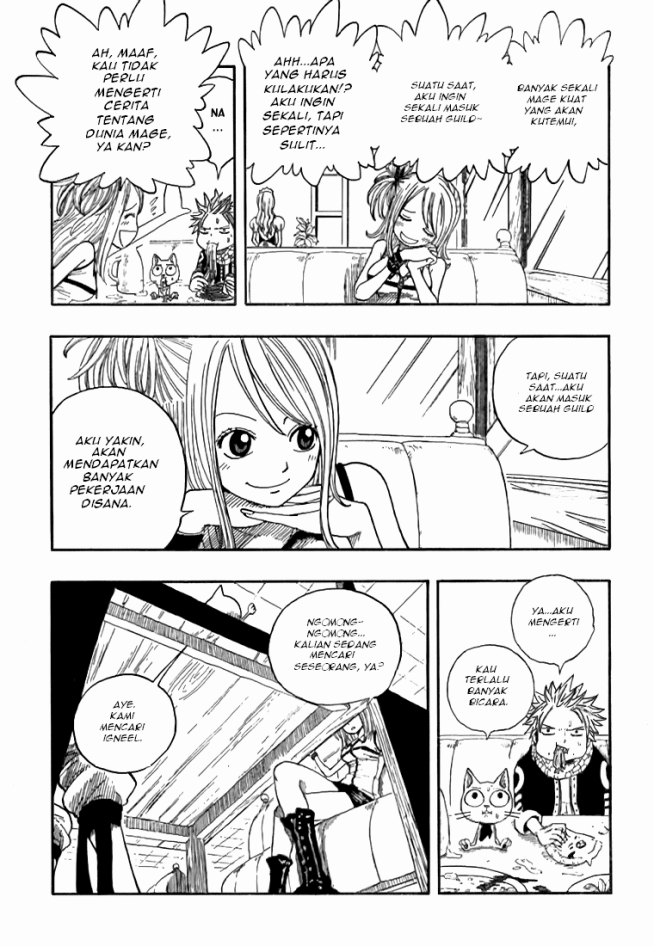 BANYAK SEKALI
MAGE KUAT
YANG AKAN
KUTEMUI,
SUATU SAAT,
AKU INGIN
SEKALI MASUK
SEBUAH GUILD~
AHH...APA
YANG HARUS
KULAKUKAN!?
AKU INGIN
SEKALI, TAPI
SEPERTINYA
SULIT...
NA
...
AH, MAAF,
KAU TIDAK
PERLU
MENGERTI
CERITA
TENTANG
DUNIA MAGE,
YA KAN?
TAPI, SUATU
SAAT...AKU
AKAN MASUK
SEBUAH GUILD
AKU YAKIN,
AKAN
MENDAPATKAN
BANYAK
PEKERJAAN
DISANA.
YA...AKU
MENGERTI
...
KAU
TERLALU
BANYAK
BICARA.
NGOMONG~
NGOMONG...
KALIAN SEDANG
MENCARI
SESEORANG, YA?
AYE.
KAMI
MENCARI
IGNEEL.